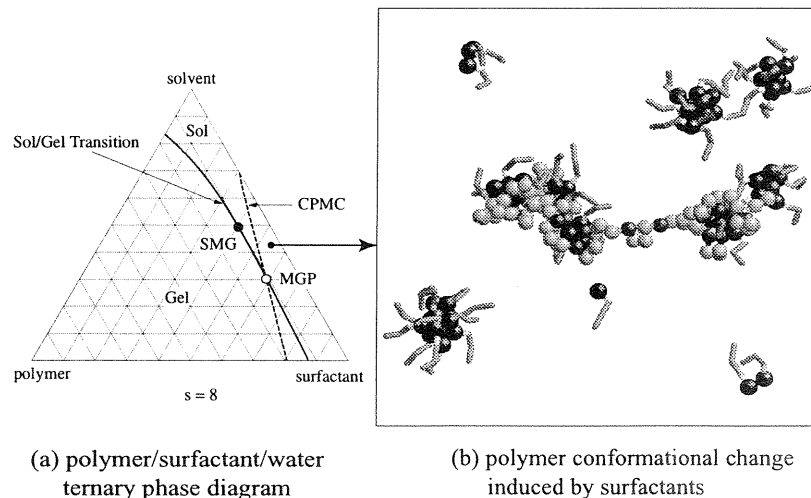 solvent
Sol
Sol/Gel Transition
CPMC
SMG
MGP
Gel
polymer
surfactant
s = 8
(a) polymer/surfactant/water
ternary phase diagram
(b) polymer conformational change
induced by surfactants